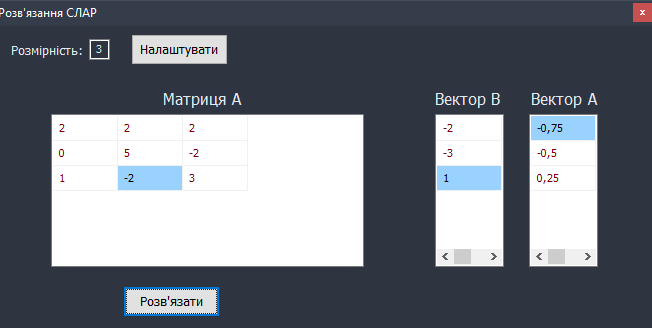 Розв'язання СЛАР
Розмірність: 3 Налаштувати
Матриця А Вектор В Вектор А
2 2 2 -2 -0,75
0 5 -2 -3 -0,5
1 -2 3 1 0,25
Розв'язати